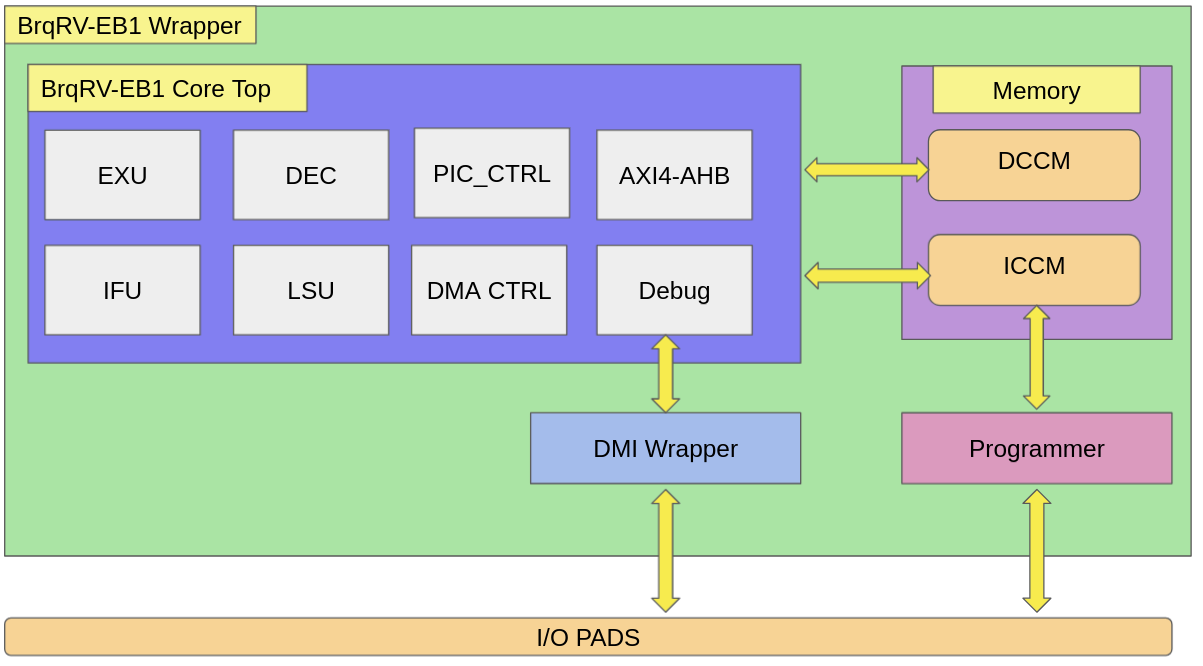 BrqRV-EB1 Wrapper
BrqRV-EB1 Core Top
Memory
EXU
DEC
PIC_CTRL
AXI4-AHB
DCCM
IFU
LSU
DMA CTRL
Debug
ICCM
DMI Wrapper
Programmer
I/O PADS